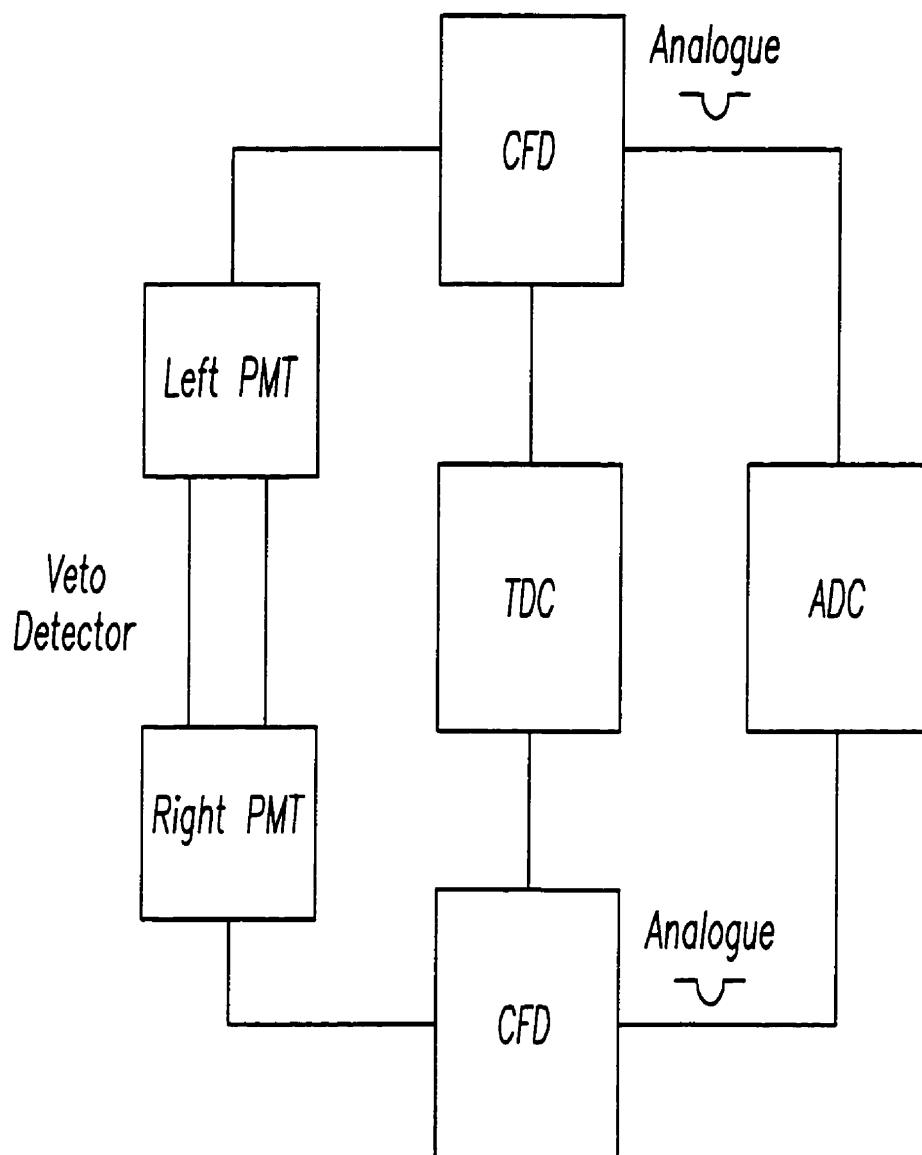 Analogue
CFD
Left PMT
Veto
Detector
TDC
ADC
Right PMT
Analogue
CFD